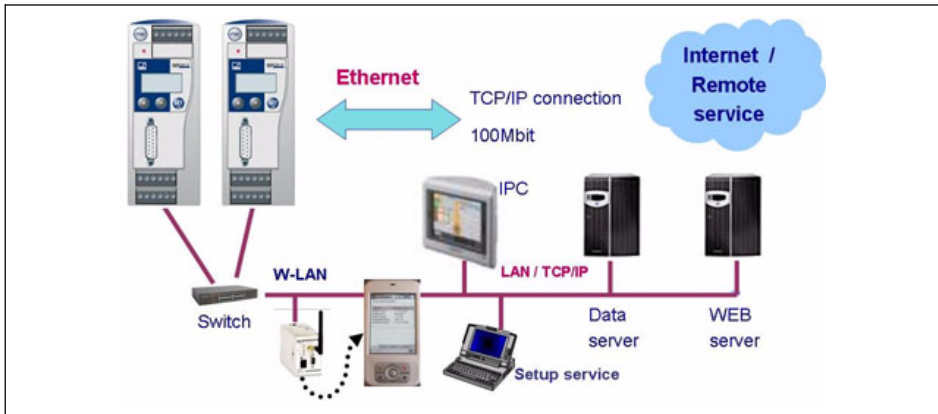 Ethernet
TCP/IP connection
100Mbit
Internet /
Remote
service
IPC
W-LAN
LAN / TCP/IP
Switch
Data
server
WEB
server
Setup service